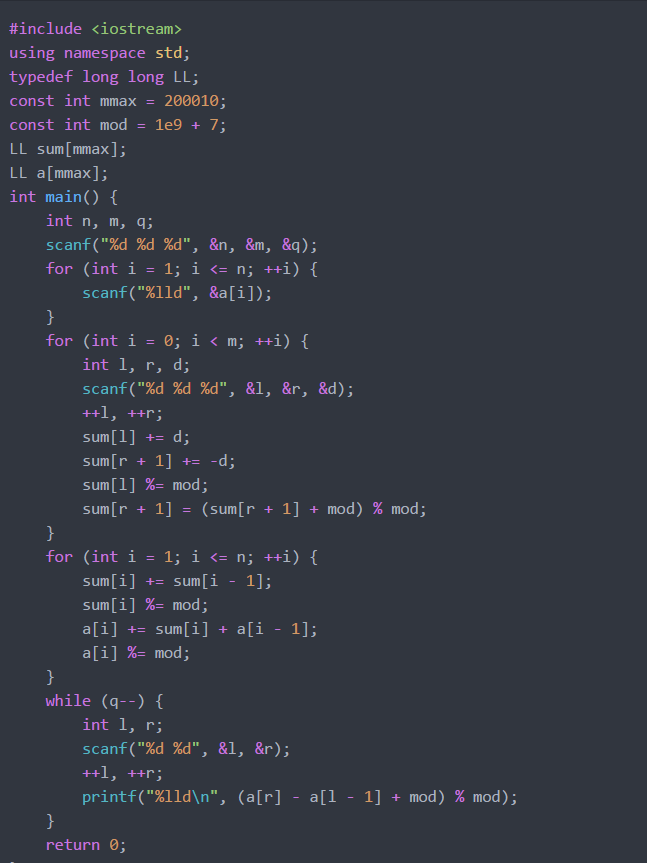 #include <iostream>
using namespace std;
typedef long long LL;
const int mmax = 200010;
const int mod = 1e9 + 7;
LL sum[mmax];
LL a[mmax];
int main() {
    int n, m, q;
    scanf("%d %d %d", &n, &m, &q);
    for (int i = 1; i <= n; ++i) {
        scanf("%lld", &a[i]);
    }
    for (int i = 0; i < m; ++i) {
        int l, r, d;
        scanf("%d %d %d", &l, &r, &d);
        ++l, ++r;
        sum[l] += d;
        sum[r + 1] += -d;
        sum[l] %= mod;
        sum[r + 1] = (sum[r + 1] + mod) % mod;
    }
    for (int i = 1; i <= n; ++i) {
        sum[i] += sum[i - 1];
        sum[i] %= mod;
        a[i] += sum[i] + a[i - 1];
        a[i] %= mod;
    }
    while (q--) {
        int l, r;
        scanf("%d %d", &l, &r);
        ++l, ++r;
        printf("%lld\n", (a[r] - a[l - 1] + mod) % mod);
    }
    return 0;